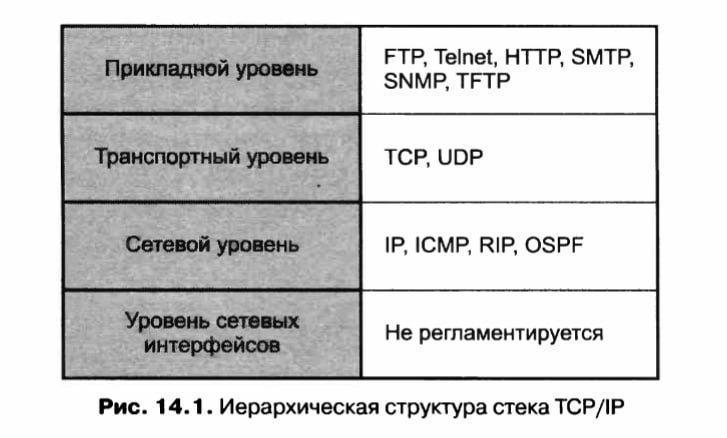 Прикладной уровень
FTP, Telnet, HTTP, SMTP,
SNMP, TFTP
Транспортный уровень
TCP, UDP
Сетевой уровень
IP, ICMP, RIP, OSPF
Уровень сетевых
интерфейсов
Не регламентируется
Рис. 14.1. Иерархическая структура стека TCP/IP